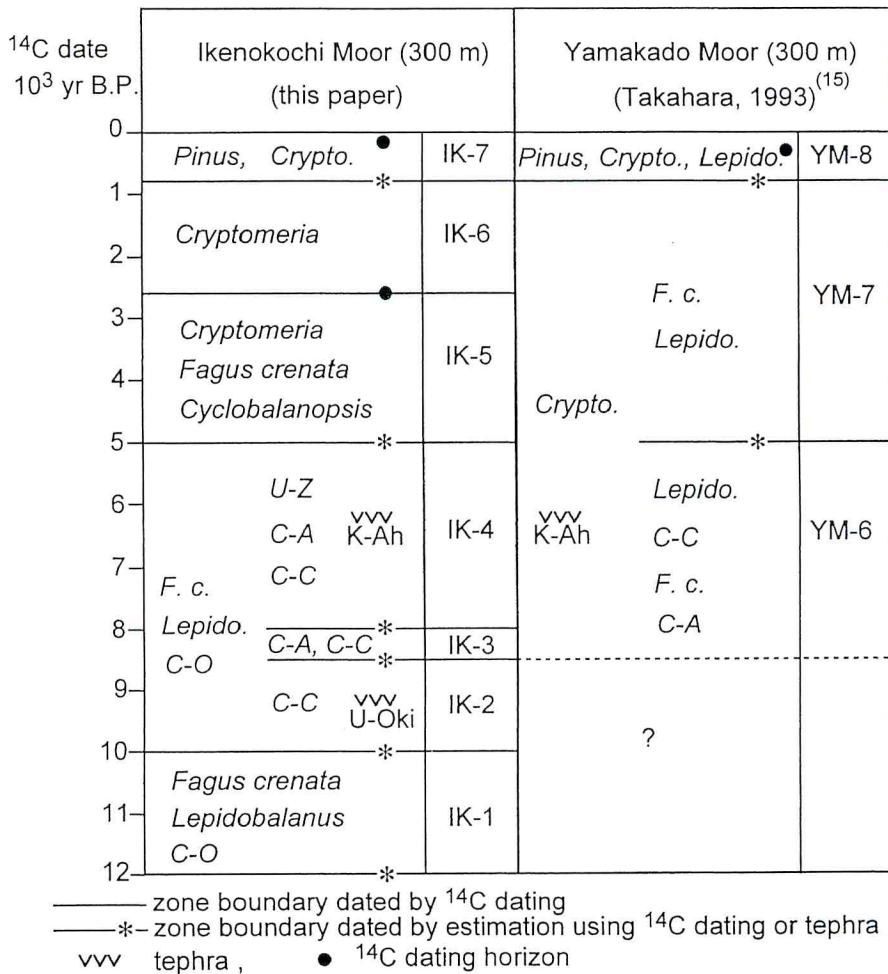 ¹⁴C date
10³ yr B.P.
Ikenokochi Moor (300 m)
(this paper)
Yamakado Moor (300 m)
(Takahara, 1993)⁽¹⁵⁾
0
Pinus, Crypto.
IK-7
Pinus, Crypto., Lepido.
YM-8
1
Cryptomeria
IK-6
2
F. c.
YM-7
3
Cryptomeria
Lepido.
Fagus crenata
IK-5
4
Cyclobalanopsis
Crypto.
5
U-Z
Lepido.
6
C-A
K-Ah
IK-4
K-Ah
C-C
YM-6
7
C-C
F. c.
F. c.
Lepido.
C-A
8
C-A, C-C
IK-3
C-O
9
C-C
U-Oki
IK-2
?
10
Fagus crenata
11
Lepidobalanus
IK-1
C-O
12
zone boundary dated by ¹⁴C dating
-*- zone boundary dated by estimation using ¹⁴C dating or tephra
vvv tephra , ● ¹⁴C dating horizon